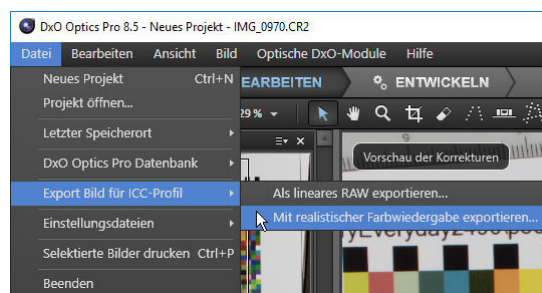 DxO Optics Pro 8.5 - Neues Projekt - IMG_0970.CR2
Datei Bearbeiten Ansicht Bild Optische DxO-Module Hilfe
Neues Projekt Ctrl+N
EARBEITEN
ENTWICKELN
Projekt öffnen...
29 %
Letzter Speicherort
DxO Optics Pro Datenbank
Vorschau der Korrekturen
Export Bild für ICC-Profil
Als lineares RAW exportieren...
Einstellungsdateien
Mit realistischer Farbwiedergabe exportieren...
Selektierte Bilder drucken Ctrl+P
Beenden